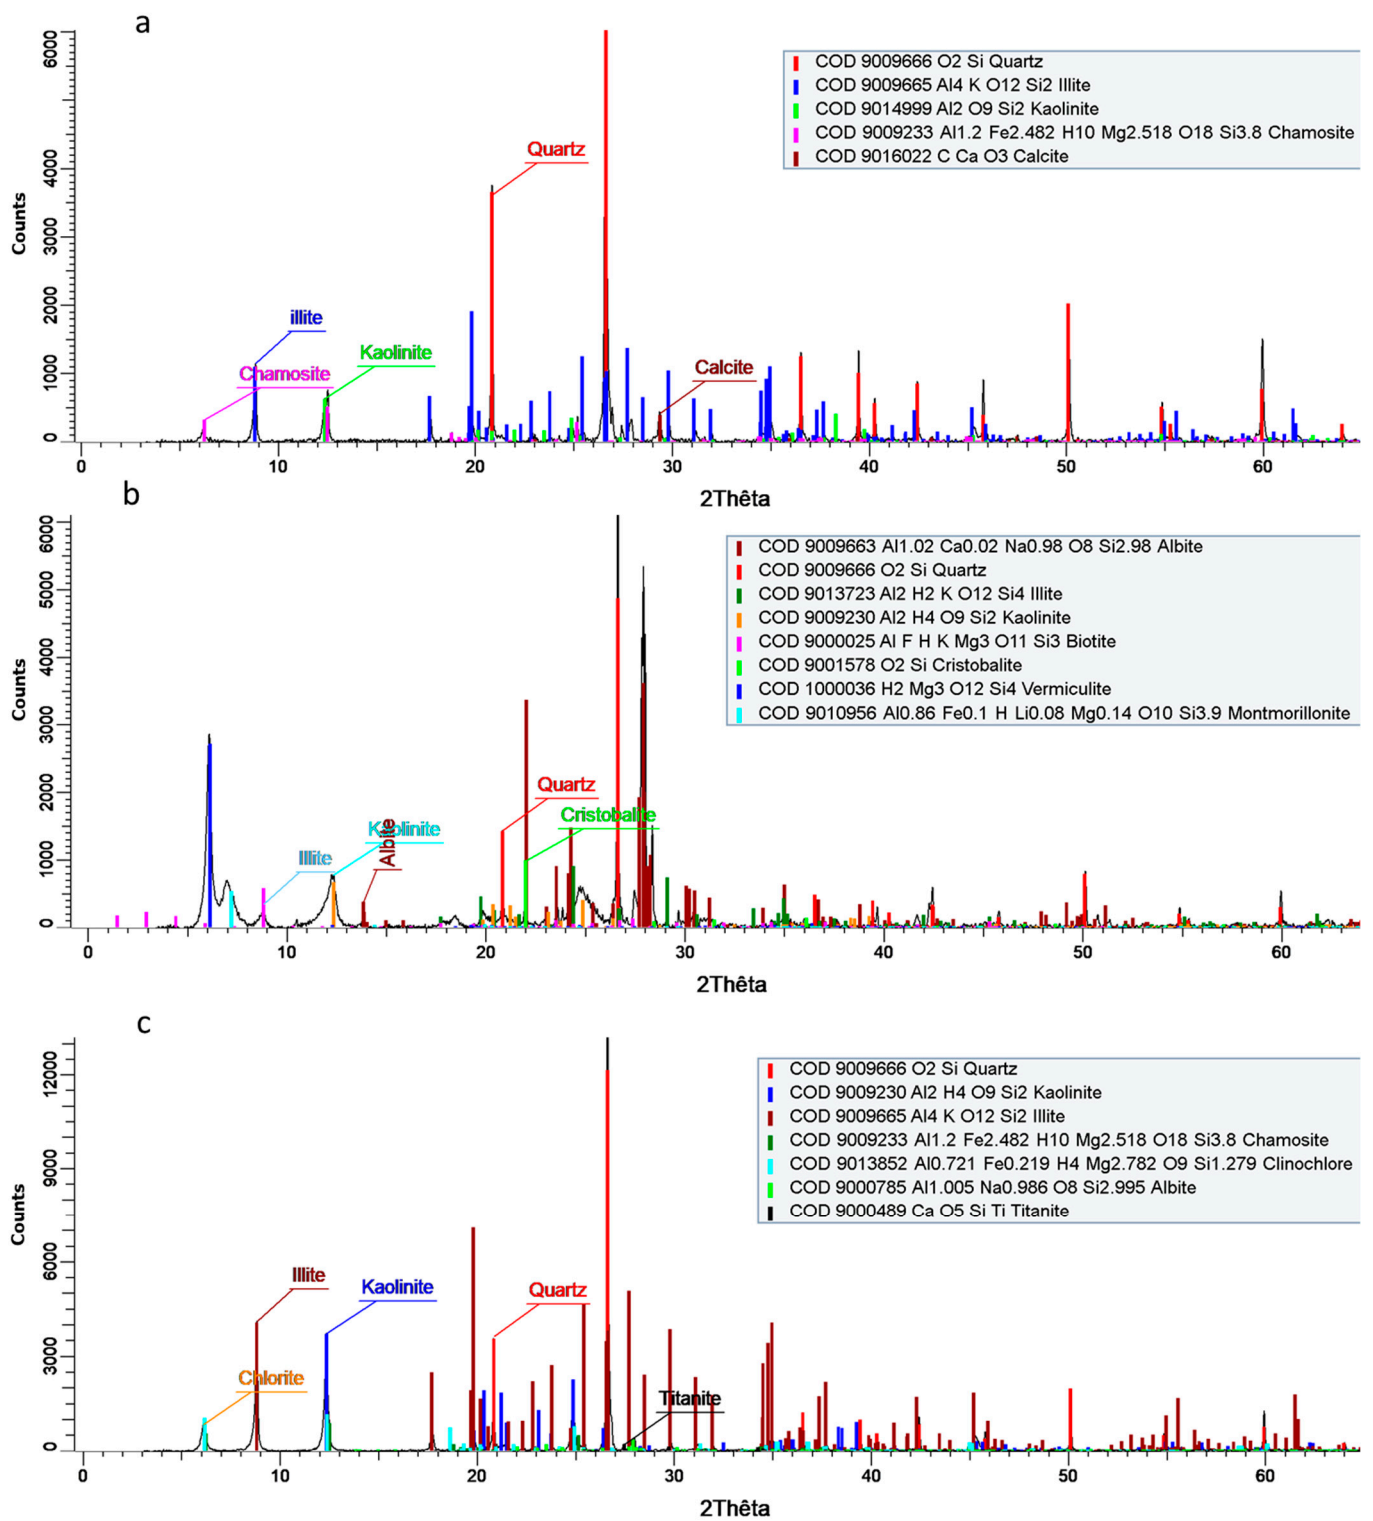 a
6000
4000
3000
2000
1000
0
Counts
COD 9009666 O2 Si Quartz
COD 9009665 Al4 K O12 Si2 Illite
COD 9014999 Al2 O9 Si2 Kaolinite
COD 9009233 Al1.2 Fe2.482 H10 Mg2.518 O18 Si3.8 Chamosite
COD 9016022 C Ca O3 Calcite
Quartz
illite
Kaolinite
Chamosite
Calcite
0 10 20 30 40 50 60
2Thêta
b
6000
5000
4000
3000
2000
1000
0
Counts
COD 9009663 Al1.02 Ca0.02 Na0.98 O8 Si2.98 Albite
COD 9009666 O2 Si Quartz
COD 9013723 Al2 H2 K O12 Si4 Illite
COD 9009230 Al2 H4 O9 Si2 Kaolinite
COD 9000025 Al F H K Mg3 O11 Si3 Biotite
COD 9001578 O2 Si Cristobalite
COD 1000036 H2 Mg3 O12 Si4 Vermiculite
COD 9010956 Al0.86 Fe0.1 H Li0.08 Mg0.14 O10 Si3.9 Montmorillonite
Quartz
Cristobalite
Kaolinite
Albite
Illite
0 10 20 30 40 50 60
2Thêta
c
12000
9000
6000
3000
0
Counts
COD 9009666 O2 Si Quartz
COD 9009230 Al2 H4 O9 Si2 Kaolinite
COD 9009665 Al4 K O12 Si2 Illite
COD 9009233 Al1.2 Fe2.482 H10 Mg2.518 O18 Si3.8 Chamosite
COD 9013852 Al0.721 Fe0.219 H4 Mg2.782 O9 Si1.279 Clinochlore
COD 9000785 Al1.005 Na0.986 O8 Si2.995 Albite
COD 9000489 Ca O5 Si Ti Titanite
Illite
Kaolinite
Quartz
Chlorite
Titanite
0 10 20 30 40 50 60
2Thêta